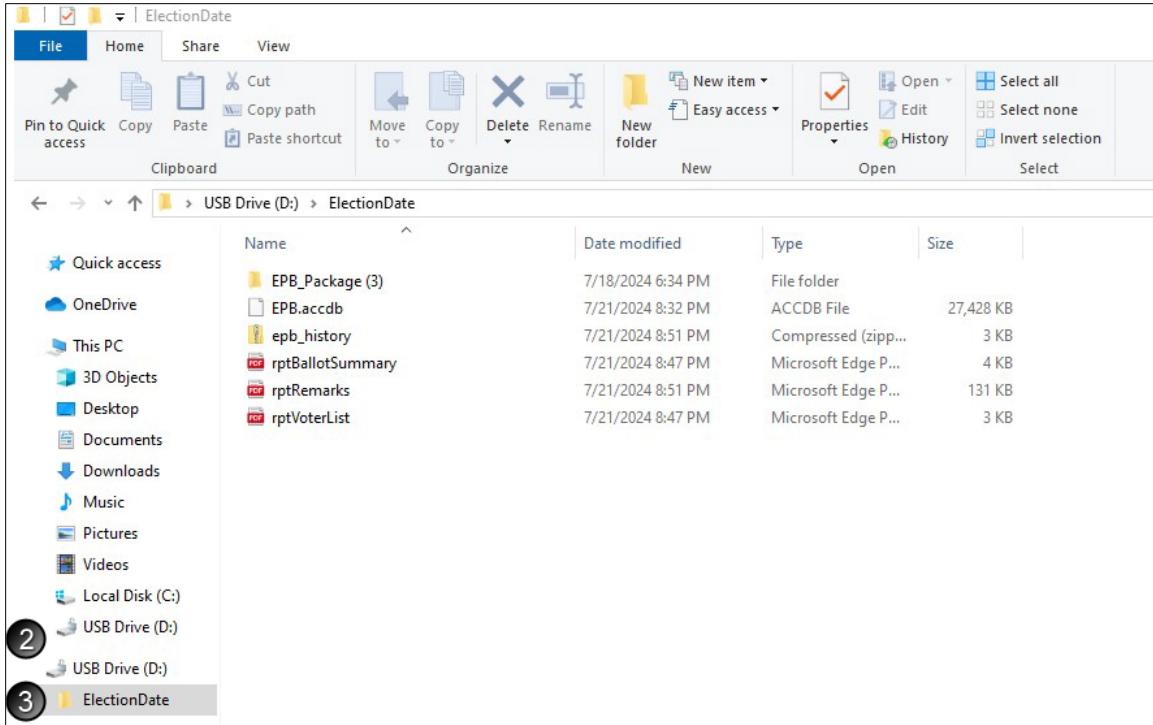 ElectionDate
File Home Share View
Pin to Quick access
Copy
Paste
Cut
Copy path
Paste shortcut
Move to
Copy to
Delete
Rename
New folder
New item
Easy access
Properties
Open
Edit
History
Select all
Select none
Invert selection
Clipboard Organize New Open Select
USB Drive (D:) > ElectionDate
Name Date modified Type Size
EPB_Package (3) 7/18/2024 6:34 PM File folder
EPB.accdb 7/21/2024 8:32 PM ACCDB File 27,428 KB
epb_history 7/21/2024 8:51 PM Compressed (zipp... 3 KB
PDF rptBallotSummary 7/21/2024 8:47 PM Microsoft Edge P... 4 KB
PDF rptRemarks 7/21/2024 8:51 PM Microsoft Edge P... 131 KB
PDF rptVoterList 7/21/2024 8:47 PM Microsoft Edge P... 3 KB
Quick access
OneDrive
This PC
3D Objects
Desktop
Documents
Downloads
Music
Pictures
Videos
Local Disk (C:)
2 USB Drive (D:)
USB Drive (D:)
3 ElectionDate